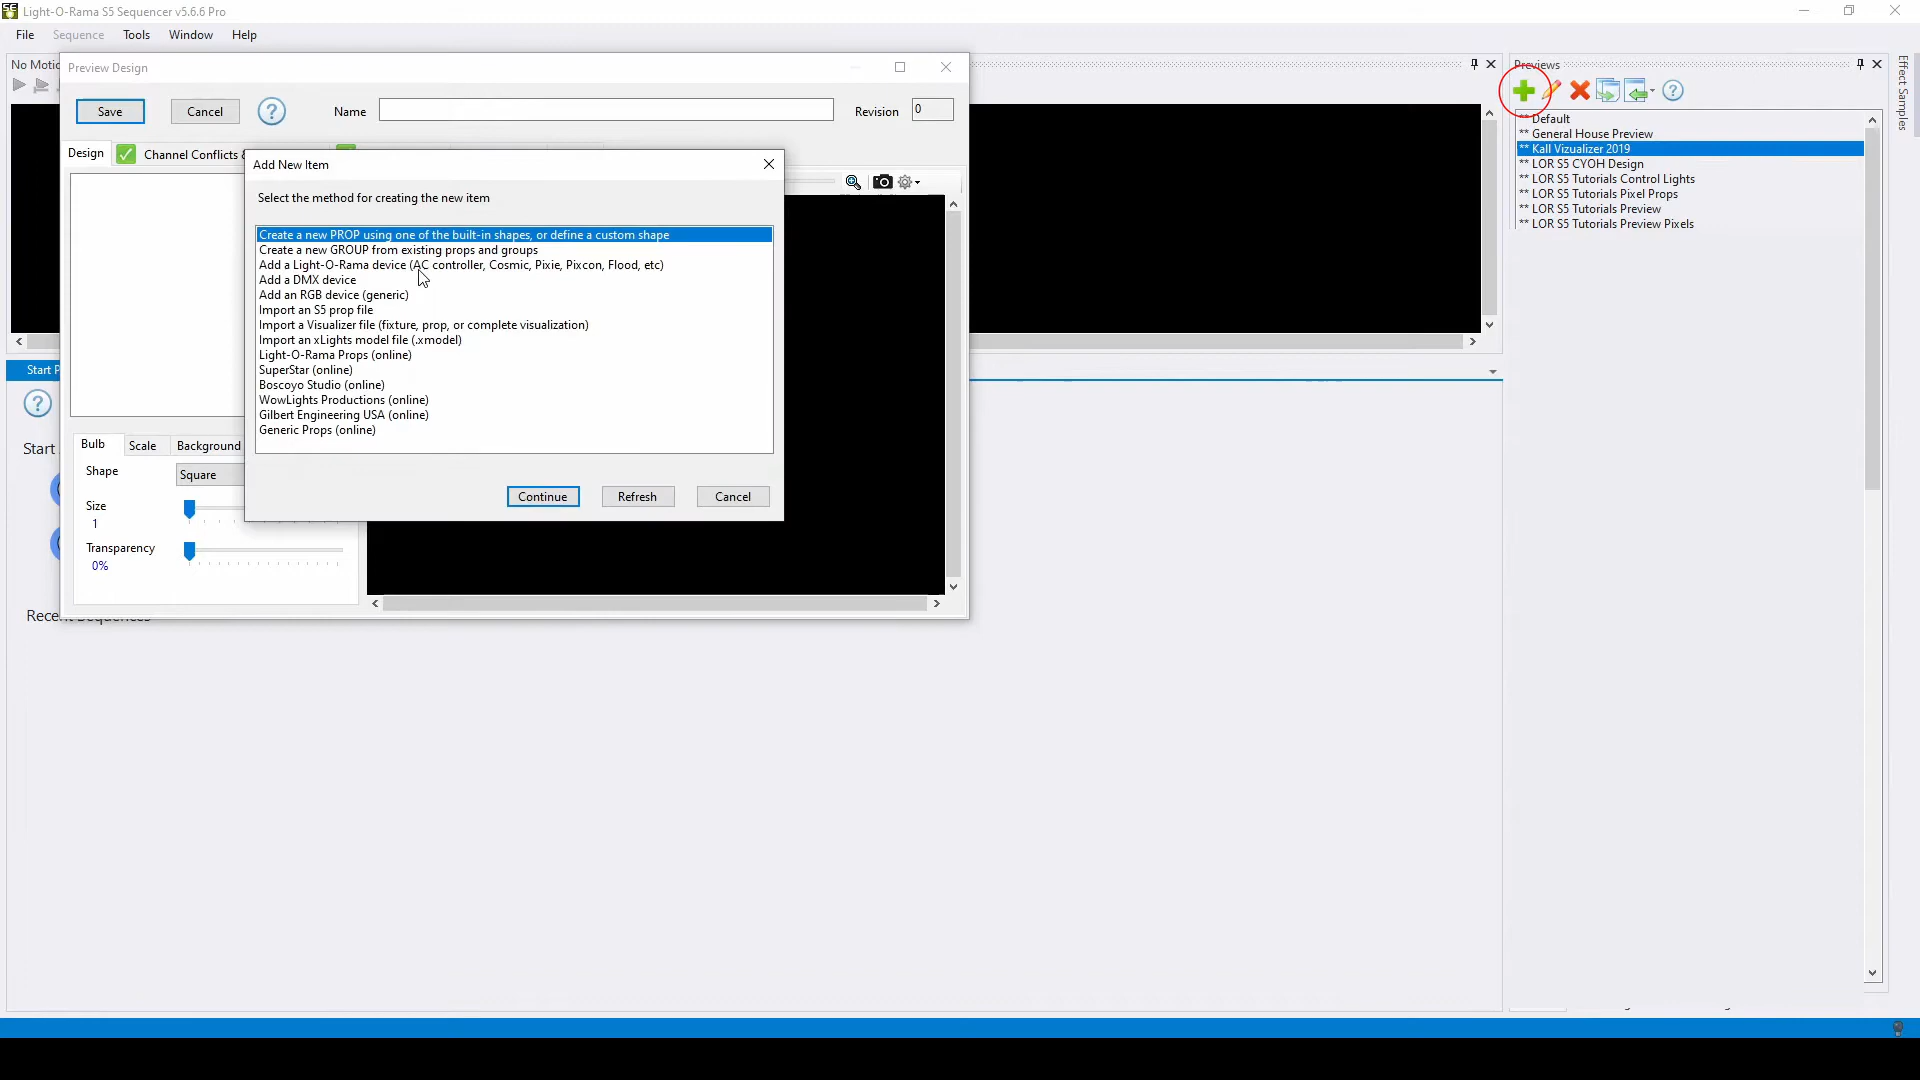 Light-O-Rama S5 Sequencer v5.6.6 Pro
File Sequence Tools Window Help
No Motio
Preview Design
Save Cancel ? Name Revision 0
Design Channel Conflicts &
Add New Item
Select the method for creating the new item
Create a new PROP using one of the built-in shapes, or define a custom shape
Create a new GROUP from existing props and groups
Add a Light-O-Rama device (AC controller, Cosmic, Pixie, Pixcon, Flood, etc)
Add a DMX device
Add an RGB device (generic)
Import an S5 prop file
Import a Visualizer file (fixture, prop, or complete visualization)
Import an xLights model file (.xmodel)
Light-O-Rama Props (online)
SuperStar (online)
Boscoyo Studio (online)
WowLights Productions (online)
Gilbert Engineering USA (online)
Generic Props (online)
Continue Refresh Cancel
Bulb Scale Background
Shape Square
Size
1
Transparency
0%
Start P
?
Start
Recent Sequences
Previews
?
** Default
** General House Preview
** Kall Vizualizer 2019
** LOR S5 CYOH Design
** LOR S5 Tutorials Control Lights
** LOR S5 Tutorials Pixel Props
** LOR S5 Tutorials Preview
** LOR S5 Tutorials Preview Pixels
Effect Samples